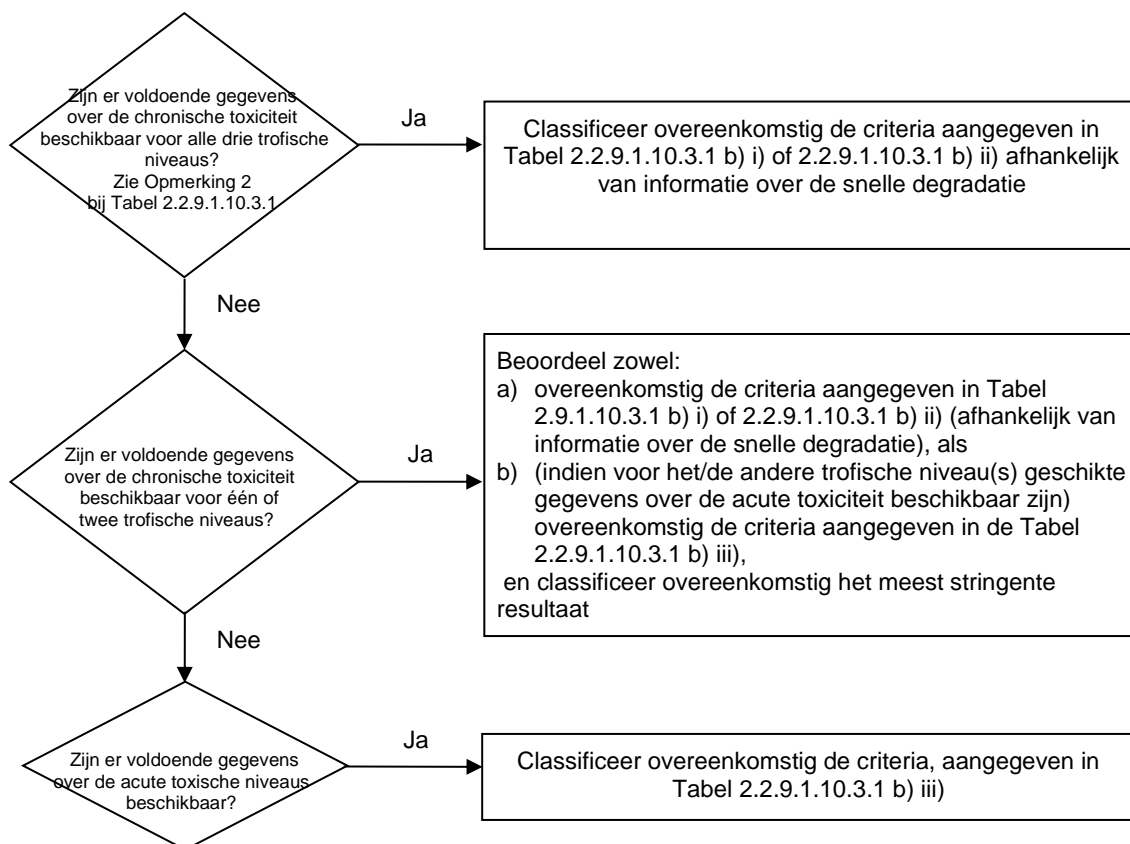 Zijn er voldoende gegevens
over de chronische toxiciteit
beschikbaar voor alle drie trofische
niveaus?
Zie Opmerking 2
bij Tabel 2.2.9.1.10.3.1
Ja
Classificeer overeenkomstig de criteria aangegeven in
Tabel 2.2.9.1.10.3.1 b) i) of 2.2.9.1.10.3.1 b) ii) afhankelijk
van informatie over de snelle degradatie
Nee
Zijn er voldoende gegevens
over de chronische toxiciteit
beschikbaar voor één of
twee trofische niveaus?
Ja
Beoordeel zowel:
a) overeenkomstig de criteria aangegeven in Tabel
2.9.1.10.3.1 b) i) of 2.2.9.1.10.3.1 b) ii) (afhankelijk van
informatie over de snelle degradatie), als
b) (indien voor het/de andere trofische niveau(s) geschikte
gegevens over de acute toxiciteit beschikbaar zijn)
overeenkomstig de criteria aangegeven in de Tabel
2.2.9.1.10.3.1 b) iii),
en classificeer overeenkomstig het meest stringente
resultaat
Nee
Zijn er voldoende gegevens
over de acute toxische niveaus
beschikbaar?
Ja
Classificeer overeenkomstig de criteria, aangegeven in
Tabel 2.2.9.1.10.3.1 b) iii)